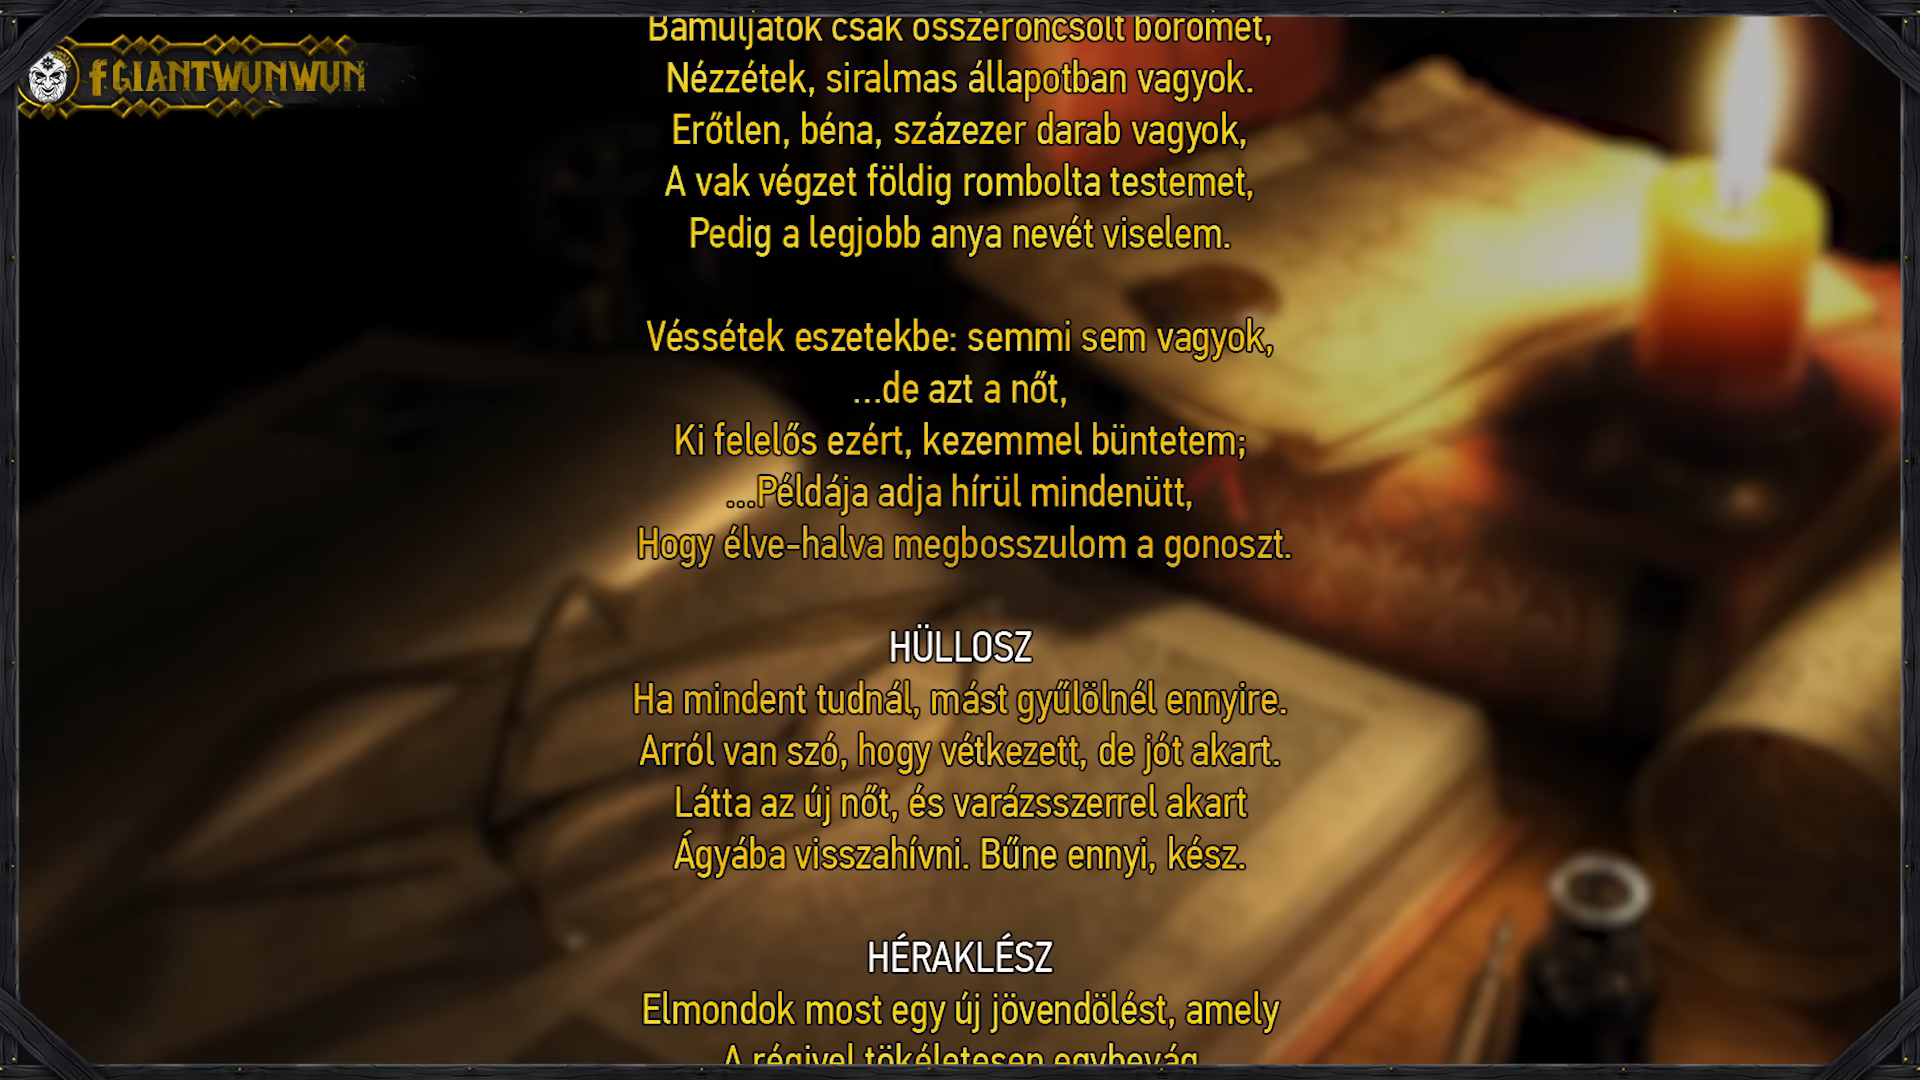 fGIANTWUNWUN
Bámuljátok csak összeroncsolt bőrömet,
Nézzétek, siralmas állapotban vagyok.
Erőtlen, béna, százezer darab vagyok,
A vak végzet földig rombolta testemet,
Pedig a legjobb anya nevét viselem.
Véssétek eszetekbe: semmi sem vagyok,
...de azt a nőt,
Ki felelős ezért, kezemmel büntetem;
...Példája adja hírül mindenütt,
Hogy élve-halva megbosszulom a gonoszt.
HÜLLOSZ
Ha mindent tudnál, mást gyűlölnél ennyire.
Arról van szó, hogy vétkezett, de jót akart.
Látta az új nőt, és varázsszerrel akart
Ágyába visszahívni. Bűne ennyi, kész.
HÉRAKLÉSZ
Elmondok most egy új jövendölést, amely
A régivel tökéletesen egybevág